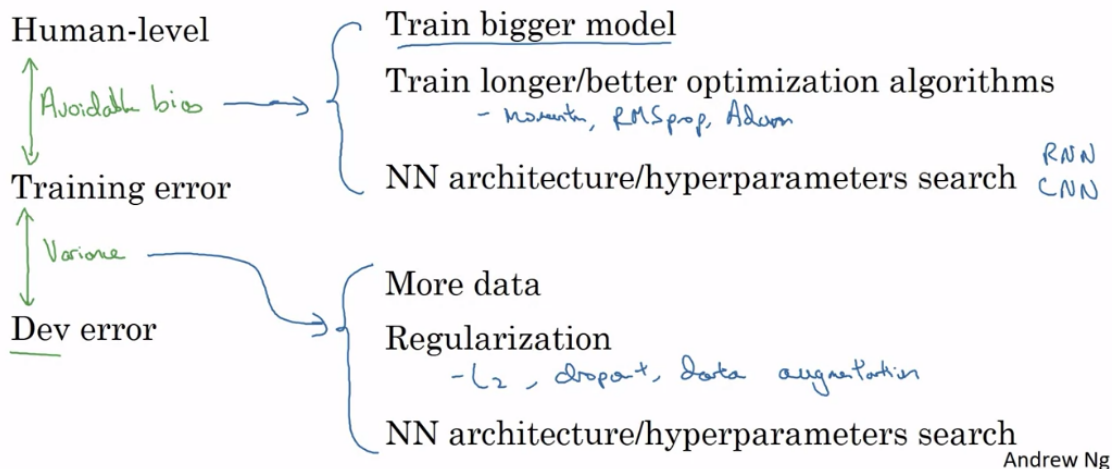 Human-level
Train bigger model
Train longer/better optimization algorithms
Avoidable bias
- Momentum, RMSprop, Adam
RNN
NN architecture/hyperparameters search
CNN
Training error
Variance
More data
Dev error
Regularization
- L2, dropout, data augmentation
NN architecture/hyperparameters search
Andrew Ng